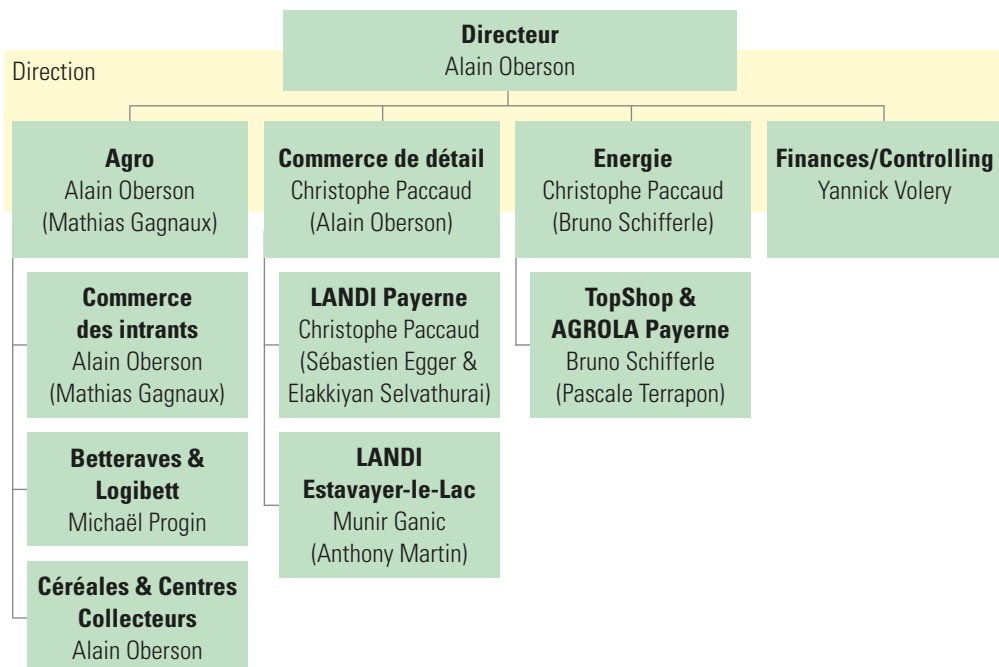 Directeur
Alain Oberson
Direction
Agro
Alain Oberson
(Mathias Gagnaux)
Commerce de détail
Christophe Paccaud
(Alain Oberson)
Energie
Christophe Paccaud
(Bruno Schifferle)
Finances/Controlling
Yannick Volery
Commerce
des intrants
Alain Oberson
(Mathias Gagnaux)
LANDI Payerne
Christophe Paccaud
(Sébastien Egger &
Elakkiyan Selvathurai)
TopShop &
AGROLA Payerne
Bruno Schifferle
(Pascale Terrapon)
Betteraves &
Logibett
Michaël Progin
LANDI
Estavayer-le-Lac
Munir Ganic
(Anthony Martin)
Céréales & Centres
Collecteurs
Alain Oberson